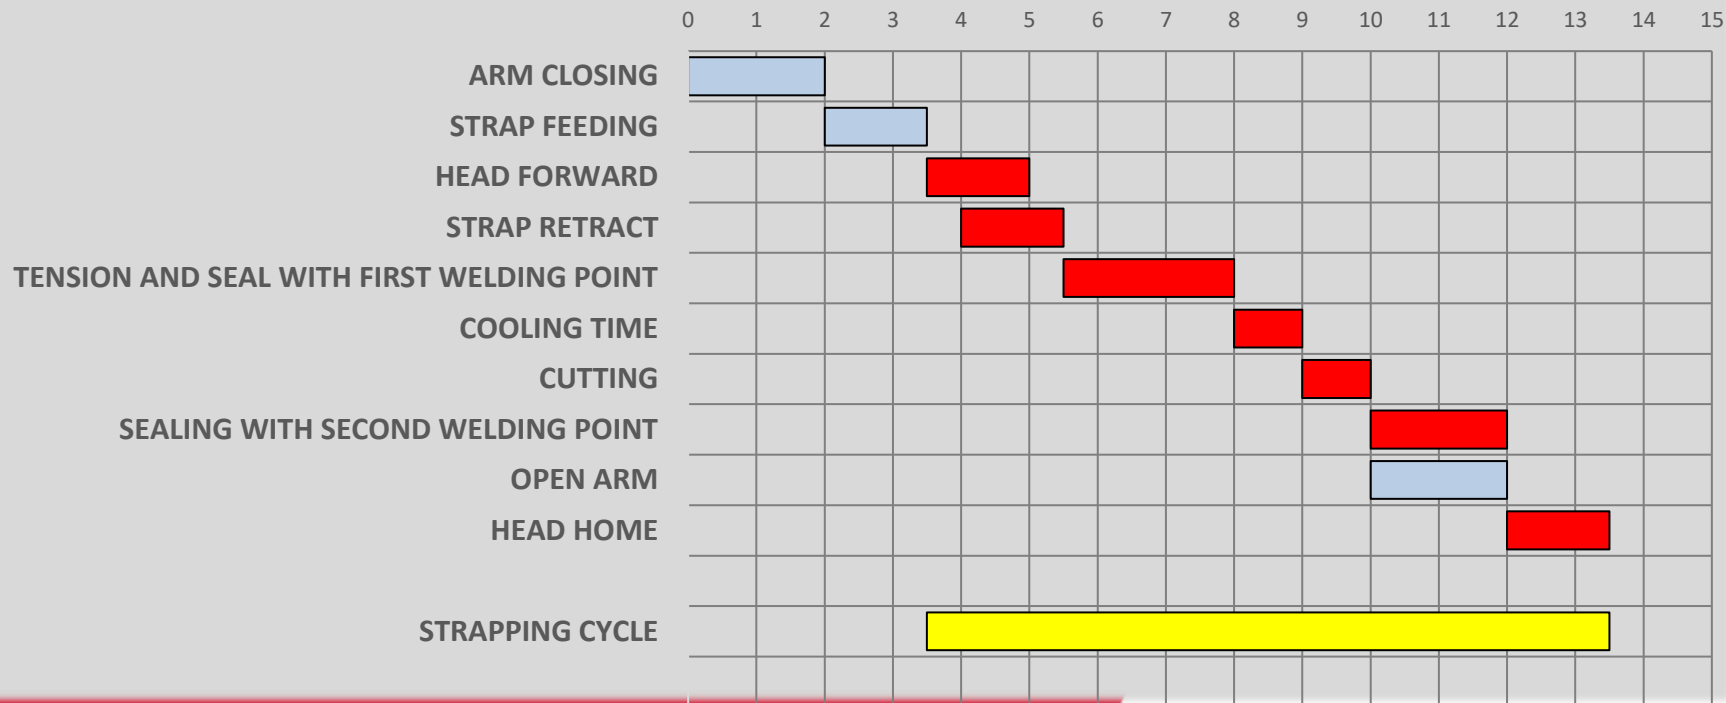 0 1 2 3 4 5 6 7 8 9 10 11 12 13 14 15
ARM CLOSING
STRAP FEEDING
HEAD FORWARD
STRAP RETRACT
TENSION AND SEAL WITH FIRST WELDING POINT
COOLING TIME
CUTTING
SEALING WITH SECOND WELDING POINT
OPEN ARM
HEAD HOME
STRAPPING CYCLE